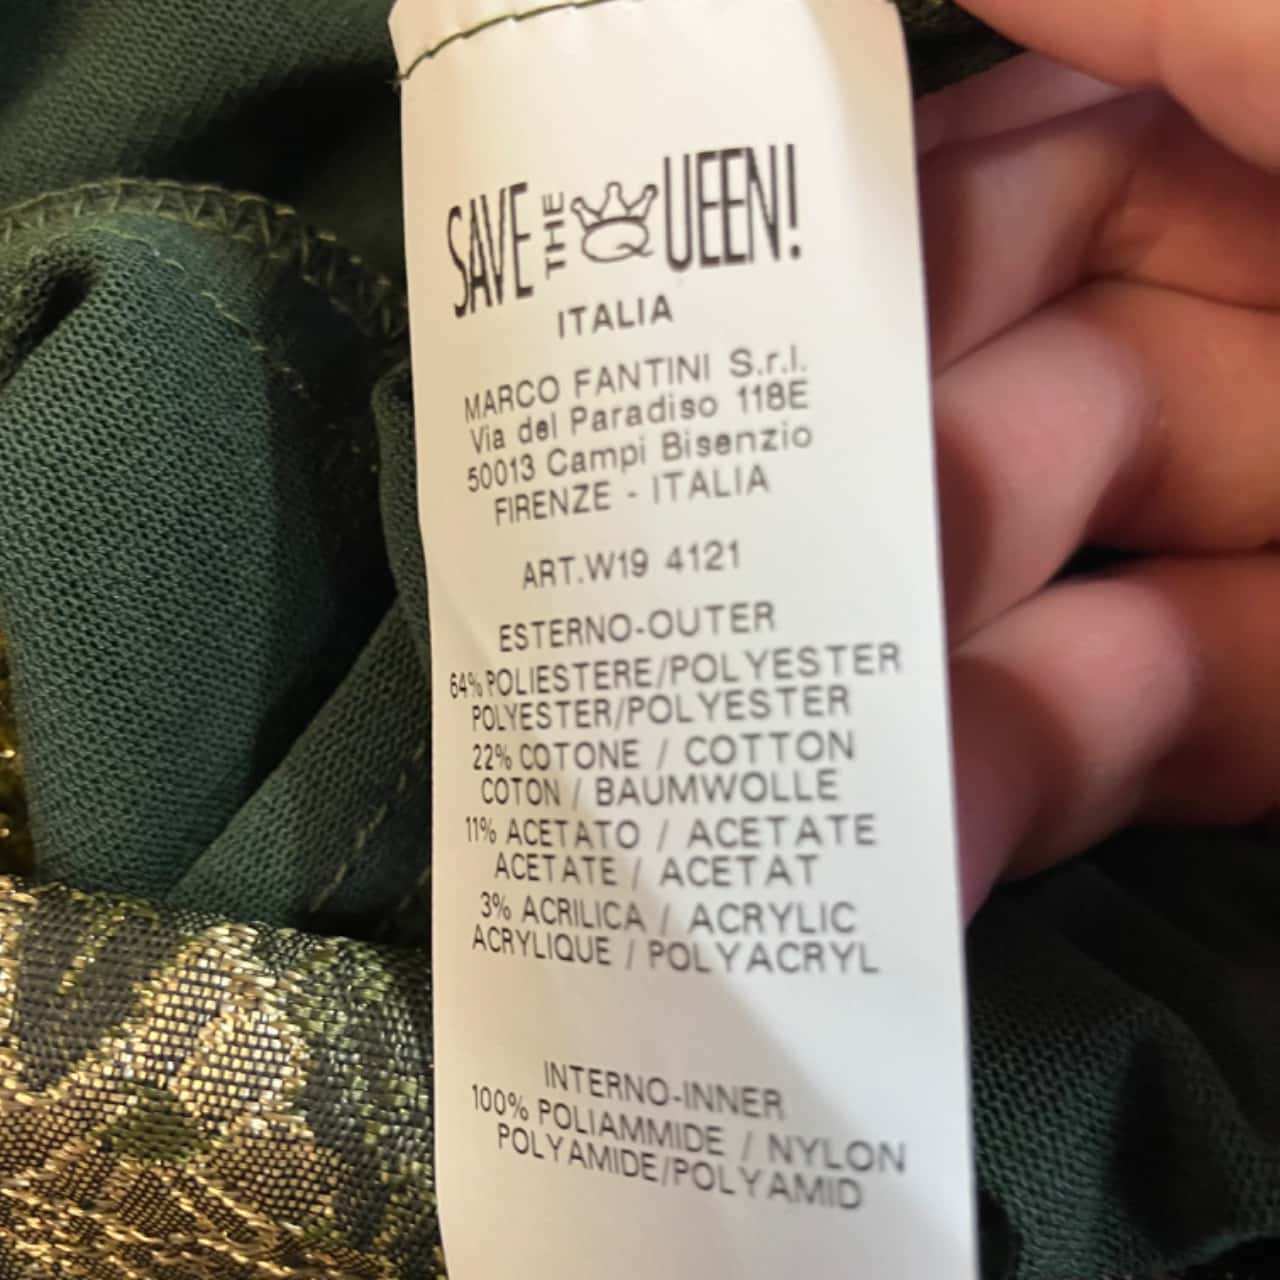 SAVE THE QUEEN!
ITALIA
MARCO FANTINI S.r.l.
Via del Paradiso 118E
50013 Campi Bisenzio
FIRENZE - ITALIA
ART.W19 4121
ESTERNO-OUTER
64% POLIESTERE/POLYESTER
POLYESTER/POLYESTER
22% COTONE / COTTON
COTON / BAUMWOLLE
11% ACETATO / ACETATE
ACETATE / ACETAT
3% ACRILICA / ACRYLIC
ACRYLIQUE / POLYACRYL
INTERNO-INNER
100% POLIAMMIDE / NYLON
POLYAMIDE/POLYAMID